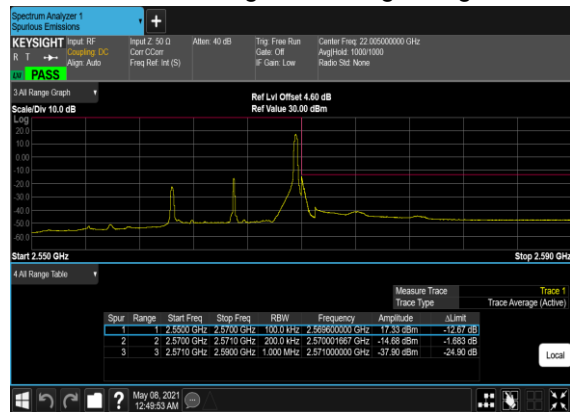 Spectrum Analyzer 1
Spurious Emissions
+
KEYSIGHT Input: RF Input Z: 50 Ω Atten: 40 dB Trig: Free Run Center Freq: 22.005000000 GHz
R T Coupling: DC Corr CCorr Gate: Off Avg|Hold: 1000/1000
Align: Auto Freq Ref: Int (S) IF Gain: Low Radio Std: None
PASS
3 All Range Graph
Ref Lvl Offset 4.60 dB
Scale/Div 10.0 dB Ref Value 30.00 dBm
Log
20.0
10.0
0.00
-10.0
-20.0
-30.0
-40.0
-50.0
-60.0
Start 2.550 GHz Stop 2.590 GHz
4 All Range Table
Measure Trace Trace 1
Trace Type Trace Average (Active)
Spur Range Start Freq Stop Freq RBW Frequency Amplitude ΔLimit
1 1 2.5500 GHz 2.5700 GHz 100.0 kHz 2.569600000 GHz 17.33 dBm -12.67 dB
2 2 2.5700 GHz 2.5710 GHz 200.0 kHz 2.570001667 GHz -14.68 dBm -1.683 dB
3 3 2.5710 GHz 2.5900 GHz 1.000 MHz 2.571000000 GHz -37.90 dBm -24.90 dB
Local
? May 08, 2021
12:49:53 AM